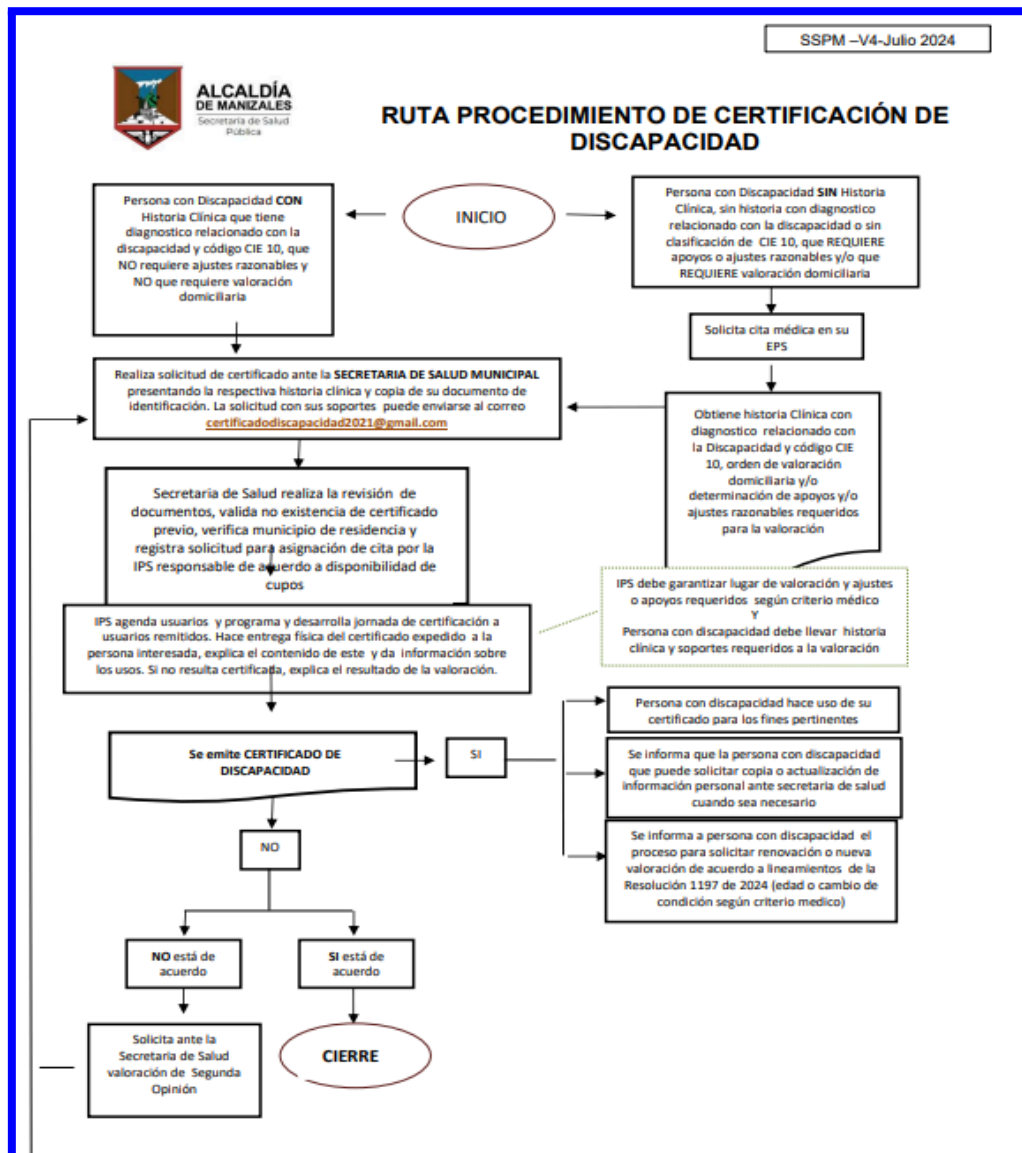 SSPM –V4-Julio 2024
ALCALDÍA
DE MANIZALES
Secretaría de Salud
Pública
RUTA PROCEDIMIENTO DE CERTIFICACIÓN DE
DISCAPACIDAD
INICIO
Persona con Discapacidad CON
Historia Clínica que tiene
diagnostico relacionado con la
discapacidad y código CIE 10, que
NO requiere ajustes razonables y
NO que requiere valoración
domiciliaria
Persona con Discapacidad SIN Historia
Clínica, sin historia con diagnostico
relacionado con la discapacidad o sin
clasificación de CIE 10, que REQUIERE
apoyos o ajustes razonables y/o que
REQUIERE valoración domiciliaria
Solicita cita médica en su
EPS
Realiza solicitud de certificado ante la SECRETARIA DE SALUD MUNICIPAL
presentando la respectiva historia clínica y copia de su documento de
identificación. La solicitud con sus soportes puede enviarse al correo
certificadodiscapacidad2021@gmail.com
Obtiene historia Clínica con
diagnostico relacionado con
la Discapacidad y código CIE
10, orden de valoración
domiciliaria y/o
determinación de apoyos y/o
ajustes razonables requeridos
para la valoración
Secretaria de Salud realiza la revisión de
documentos, valida no existencia de certificado
previo, verifica municipio de residencia y
registra solicitud para asignación de cita por la
IPS responsable de acuerdo a disponibilidad de
cupos
IPS debe garantizar lugar de valoración y ajustes
o apoyos requeridos según criterio médico
Y
Persona con discapacidad debe llevar historia
clínica y soportes requeridos a la valoración
IPS agenda usuarios y programa y desarrolla jornada de certificación a
usuarios remitidos. Hace entrega física del certificado expedido a la
persona interesada, explica el contenido de este y da información sobre
los usos. Si no resulta certificada, explica el resultado de la valoración.
Se emite CERTIFICADO DE
DISCAPACIDAD
SI
Persona con discapacidad hace uso de su
certificado para los fines pertinentes
Se informa que la persona con discapacidad
que puede solicitar copia o actualización de
información personal ante secretaria de salud
cuando sea necesario
Se informa a persona con discapacidad el
proceso para solicitar renovación o nueva
valoración de acuerdo a lineamientos de la
Resolución 1197 de 2024 (edad o cambio de
condición según criterio medico)
NO
NO está de
acuerdo
SI está de
acuerdo
Solicita ante la
Secretaria de Salud
valoración de Segunda
Opinión
CIERRE